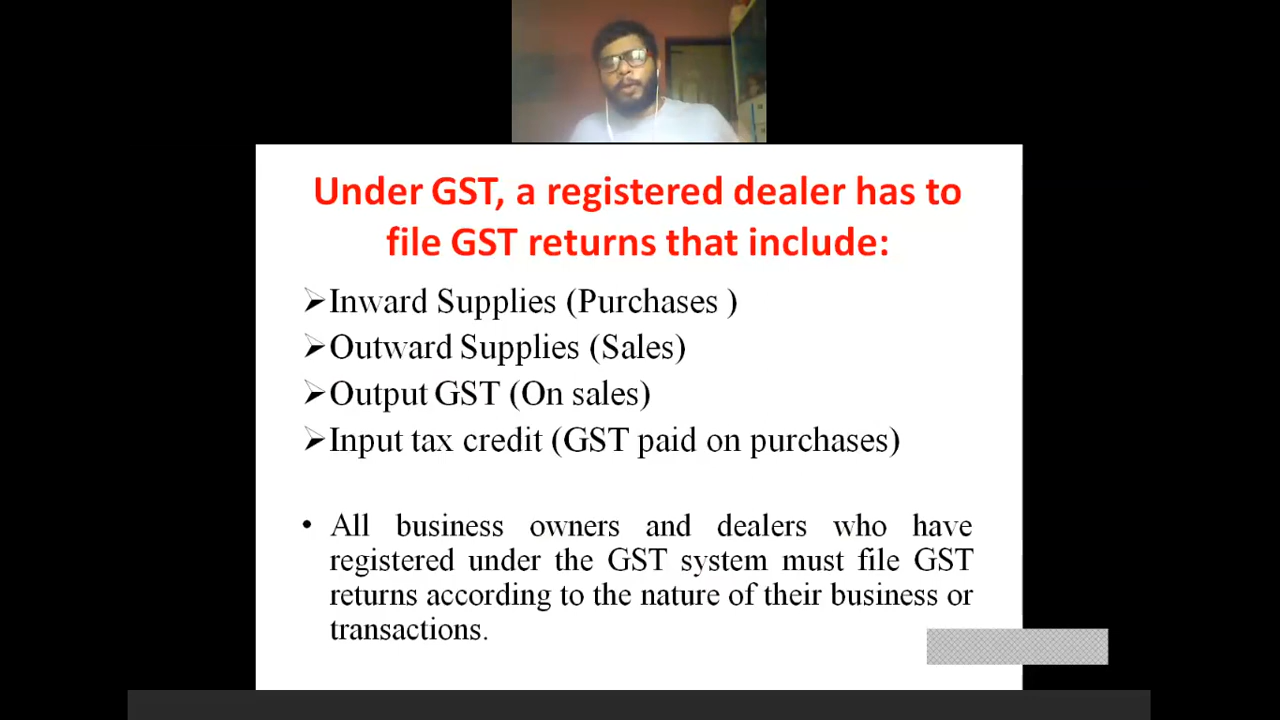 Under GST, a registered dealer has to
file GST returns that include:
➢Inward Supplies (Purchases )
➢Outward Supplies (Sales)
➢Output GST (On sales)
➢Input tax credit (GST paid on purchases)
• All business owners and dealers who have
registered under the GST system must file GST
returns according to the nature of their business or
transactions.